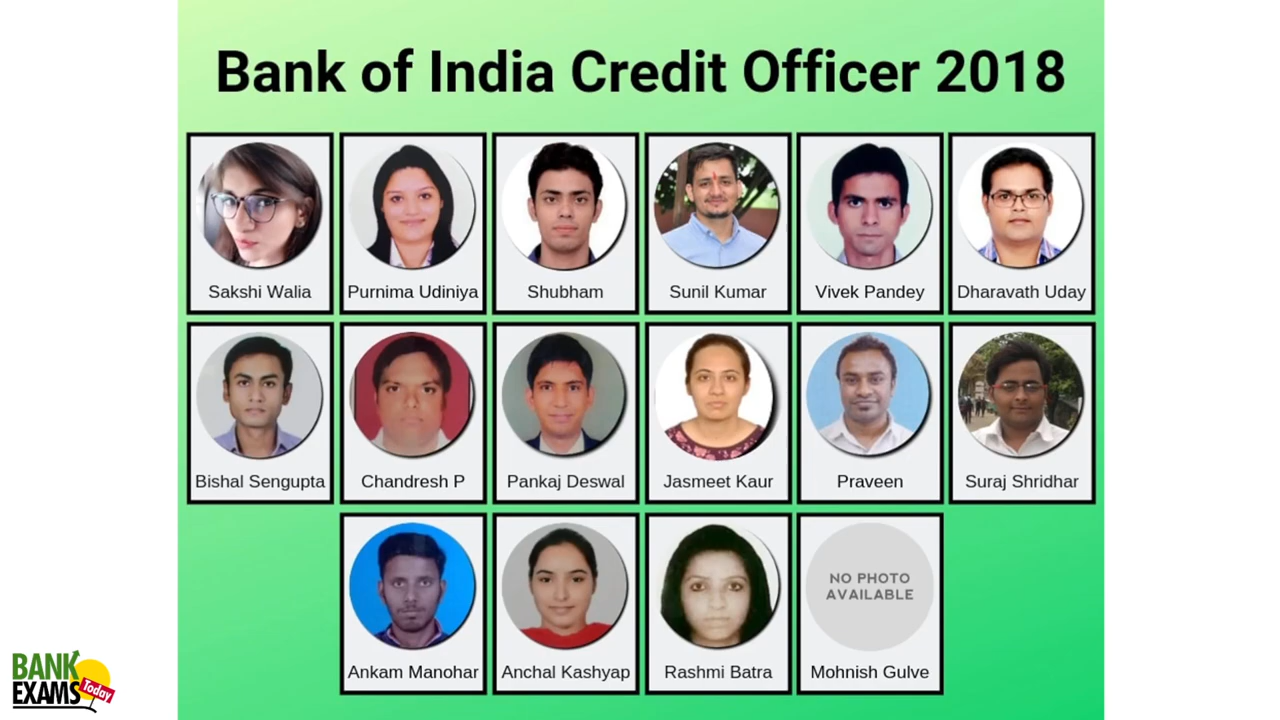 Bank of India Credit Officer 2018
Sakshi Walia
Purnima Udiniya
Shubham
Sunil Kumar
Vivek Pandey
Dharavath Uday
Bishal Sengupta
Chandresh P
Pankaj Deswal
Jasmeet Kaur
Praveen
Suraj Shridhar
NO PHOTO
AVAILABLE
Ankam Manohar
Anchal Kashyap
Rashmi Batra
Mohnish Gulve
BANK
EXAMS
Today